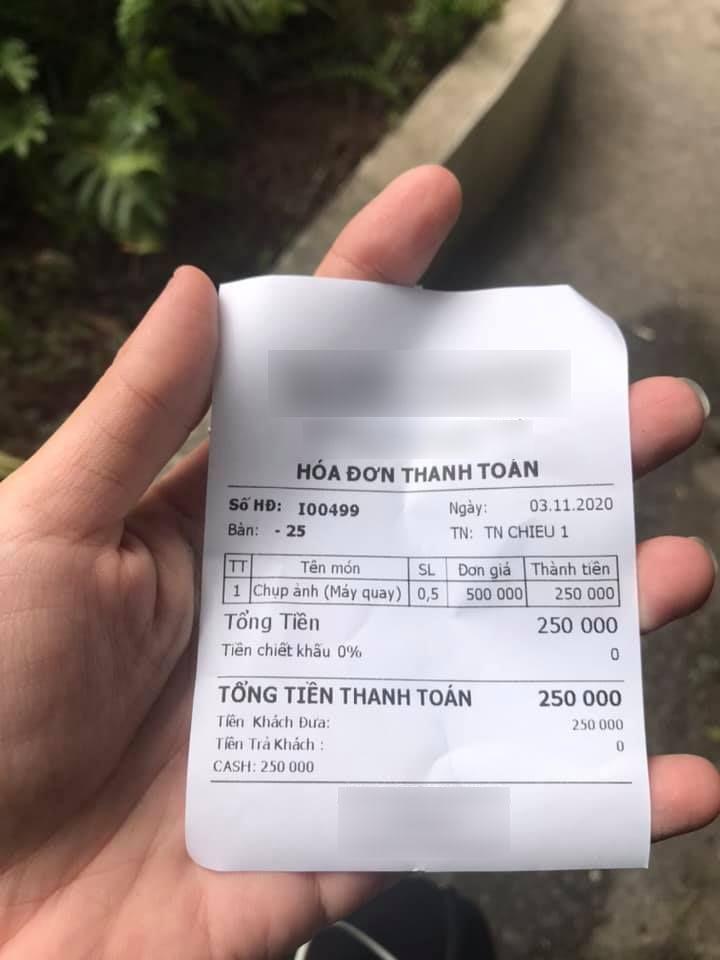 HÓA ĐƠN THANH TOÁN
Số HĐ: I00499 Ngày: 03.11.2020
Bàn: - 25 TN: TN CHIEU 1
TT Tên món SL Đơn giá Thành tiền
1 Chụp ảnh (Máy quay) 0,5 500 000 250 000
Tổng Tiền 250 000
Tiền chiết khấu 0% 0
TỔNG TIỀN THANH TOÁN 250 000
Tiền Khách Đưa: 250 000
Tiền Trả Khách : 0
CASH: 250 000